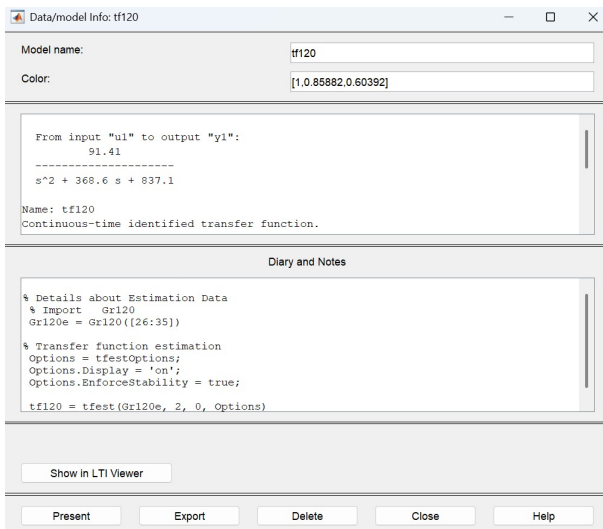 Data/model Info: tf120
Model name:
tf120
Color:
[1,0.85882,0.60392]
From input "u1" to output "y1":
91.41
---------------------
s^2 + 368.6 s + 837.1
Name: tf120
Continuous-time identified transfer function.
Diary and Notes
% Details about Estimation Data
% Import   Gr120
Gr120e = Gr120([26:35])
% Transfer function estimation
Options = tfestOptions;
Options.Display = 'on';
Options.EnforceStability = true;
tf120 = tfest(Gr120e, 2, 0, Options)
Show in LTI Viewer
Present Export Delete Close Help